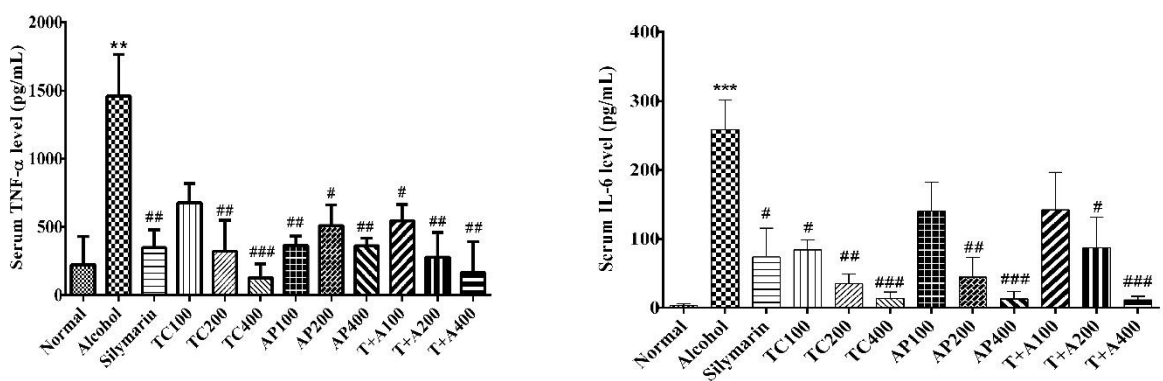 Serum TNF-α level (pg/mL)
2000
1500
1000
500
0
**
##
##
###
##
#
##
#
##
##
Normal
Alcohol
Silymarin
TC100
TC200
TC400
AP100
AP200
AP400
T+A100
T+A200
T+A400
Serum IL-6 level (pg/mL)
400
300
200
100
0
***
#
#
##
###
##
###
#
###
Normal
Alcohol
Silymarin
TC100
TC200
TC400
AP100
AP200
AP400
T+A100
T+A200
T+A400